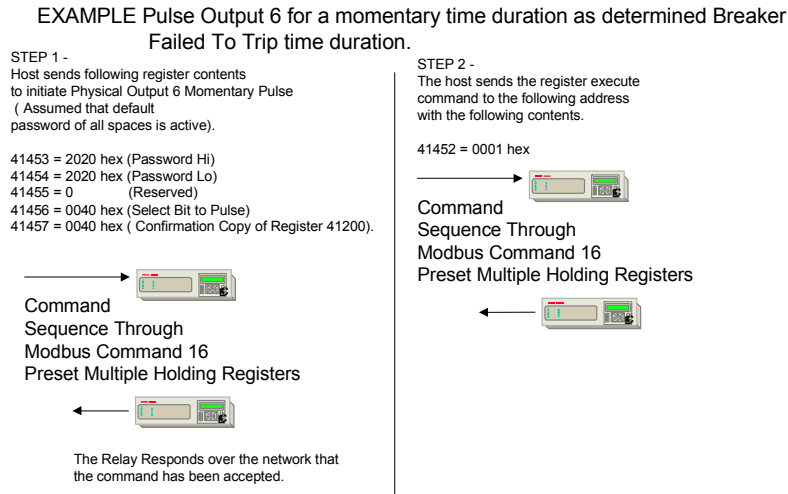 EXAMPLE Pulse Output 6 for a momentary time duration as determined Breaker
Failed To Trip time duration.
STEP 1 -
Host sends following register contents
to initiate Physical Output 6 Momentary Pulse
( Assumed that default
password of all spaces is active).
41453 = 2020 hex (Password Hi)
41454 = 2020 hex (Password Lo)
41455 = 0 (Reserved)
41456 = 0040 hex (Select Bit to Pulse)
41457 = 0040 hex ( Confirmation Copy of Register 41200).
Command
Sequence Through
Modbus Command 16
Preset Multiple Holding Registers
The Relay Responds over the network that
the command has been accepted.
STEP 2 -
The host sends the register execute
command to the following address
with the following contents.
41452 = 0001 hex
Command
Sequence Through
Modbus Command 16
Preset Multiple Holding Registers